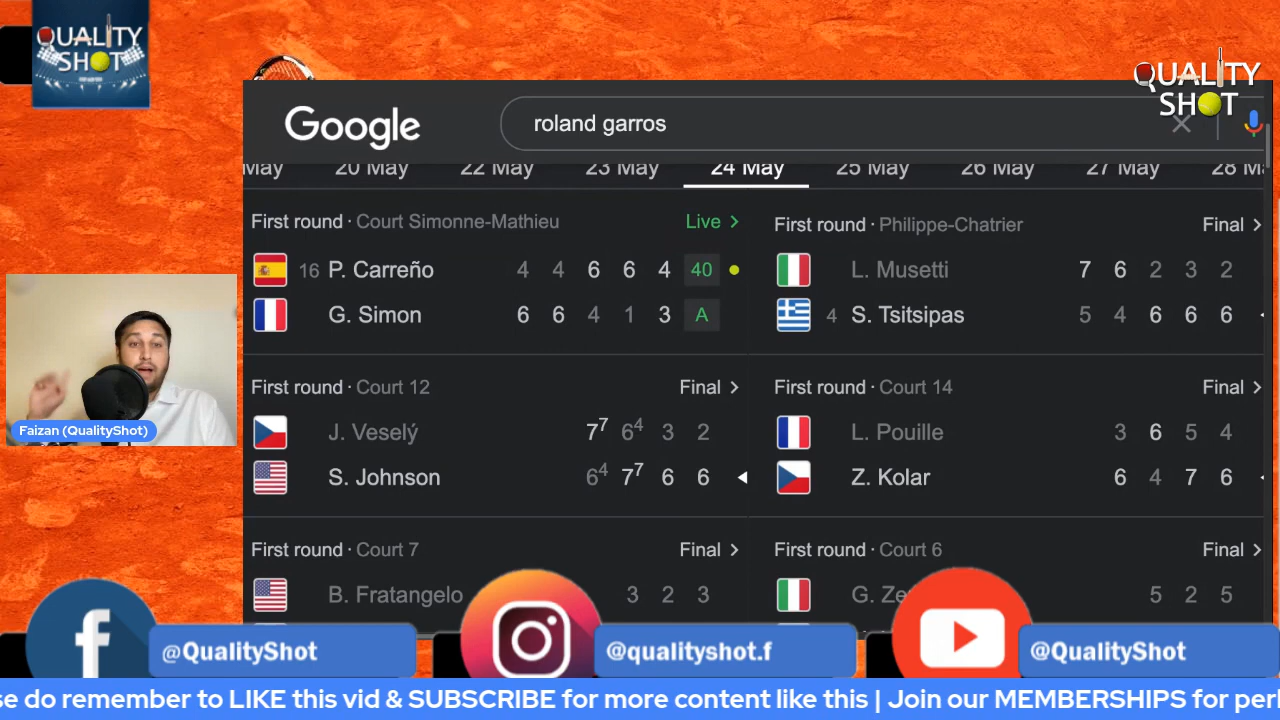 QUALITY
SHOT
QUALITY
SHOT
Google
roland garros
May 20 May 22 May 23 May 24 May 25 May 26 May 27 May 28
First round · Court Simonne-Mathieu Live
16 P. Carreño 4 4 6 6 4 40
G. Simon 6 6 4 1 3 A
First round · Philippe-Chatrier Final
L. Musetti 7 6 2 3 2
4 S. Tsitsipas 5 4 6 6 6
First round · Court 12 Final
J. Veselý 7⁷ 6⁴ 3 2
S. Johnson 6⁴ 7⁷ 6 6
First round · Court 14 Final
L. Pouille 3 6 5 4
Z. Kolar 6 4 7 6
First round · Court 7 Final
B. Fratangelo 3 2 3
First round · Court 6 Final
G. 5 2 5
Faizan (QualityShot)
@QualityShot
@qualityshot.f
@QualityShot
do remember to LIKE this vid & SUBSCRIBE for more content like this | Join our MEMBERSHIPS for